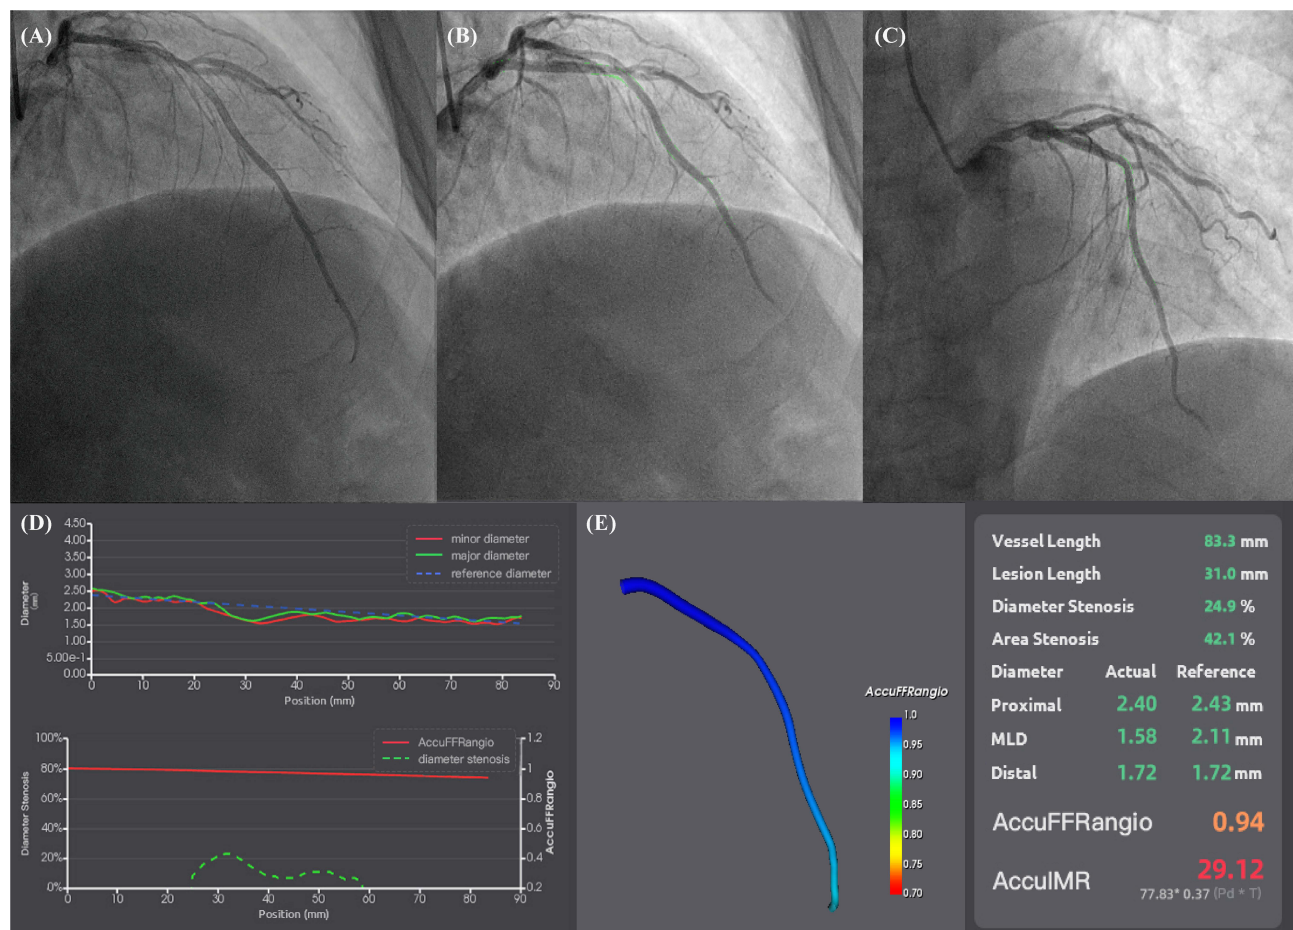 (A)
(B)
(C)
(D)
4.50
4.00
3.50
3.00
2.50
2.00
1.50
1.00
5.00e-1
0.00
Diameter
(mm)
minor diameter
major diameter
reference diameter
0 10 20 30 40 50 60 70 80 90
Position (mm)
100%
80%
60%
40%
20%
0%
Diameter Stenosis
AccuFFRangio
diameter stenosis
1.2
1
0.8
0.6
0.4
0.2
AccuFFRangio
0 10 20 30 40 50 60 70 80 90
Position (mm)
(E)
AccuFFRangio
1.0
0.95
0.90
0.85
0.80
0.75
0.70
Vessel Length 83.3 mm
Lesion Length 31.0 mm
Diameter Stenosis 24.9 %
Area Stenosis 42.1 %
Diameter Actual Reference
Proximal 2.40 2.43 mm
MLD 1.58 2.11 mm
Distal 1.72 1.72 mm
AccuFFRangio 0.94
AccuIMR 29.12
77.83* 0.37 (Pd * T)